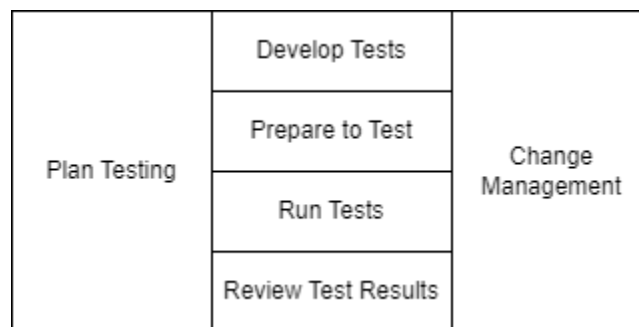 Plan Testing
Develop Tests
Prepare to Test
Run Tests
Review Test Results
Change
Management